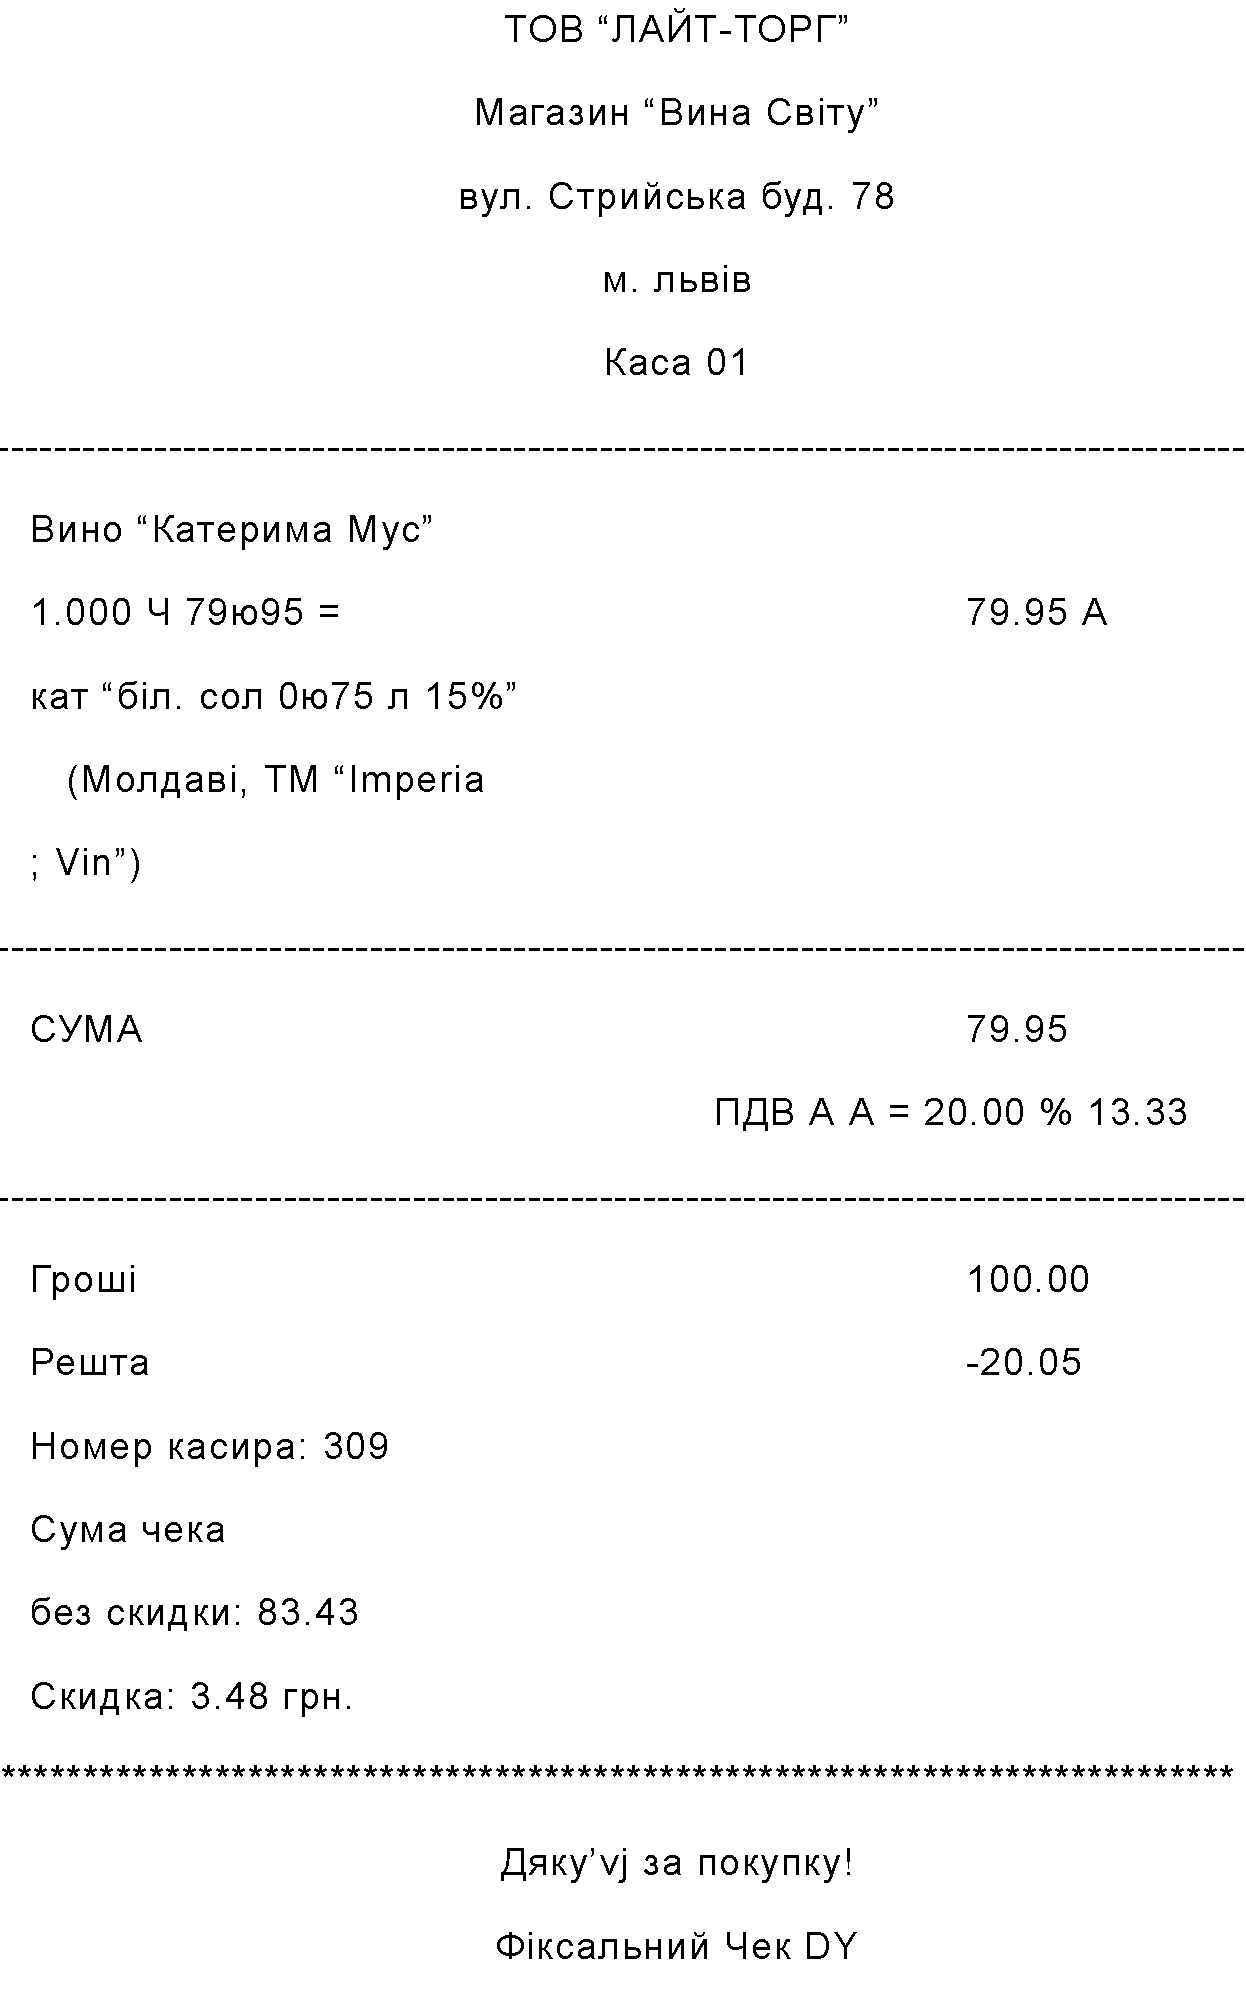 ТОВ “ЛАЙТ-ТОРГ”
Магазин “Вина Світу”
вул. Стрийська буд. 78
м. львів
Каса 01
--------------------------------------------------------------------------------
Вино “Катерима Мус”
1.000 Ч 79ю95 = 79.95 А
кат “біл. сол 0ю75 л 15%”
(Молдаві, ТМ “Imperia
; Vin”)
--------------------------------------------------------------------------------
СУМА 79.95
ПДВ А А = 20.00 % 13.33
--------------------------------------------------------------------------------
Гроші 100.00
Решта -20.05
Номер касира: 309
Сума чека
без скидки: 83.43
Скидка: 3.48 грн.
***************************************************************************
Дяку’vj за покупку!
Фіксальний Чек DY